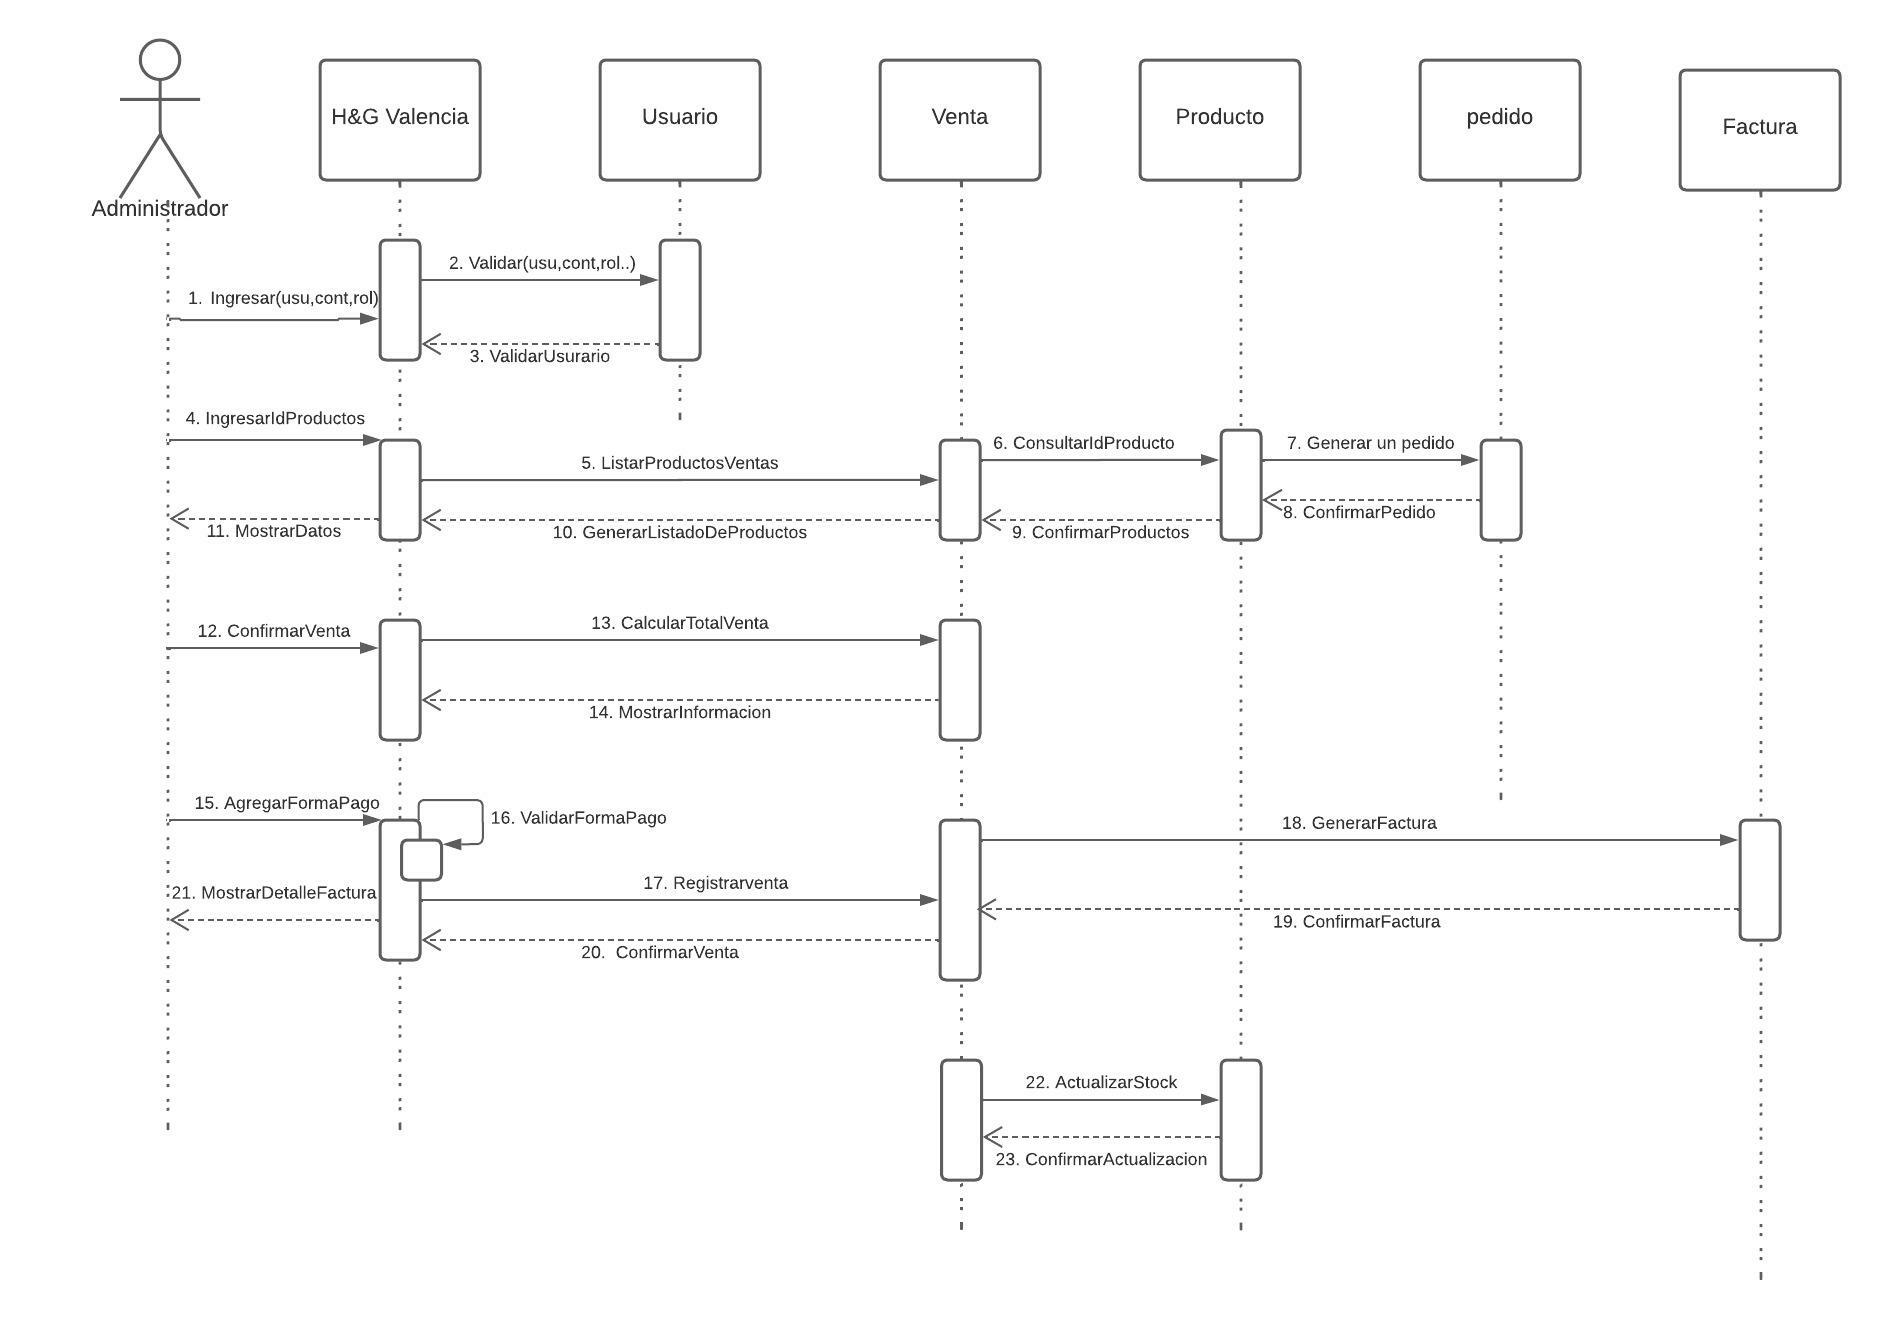 H&G Valencia
Usuario
Venta
Producto
pedido
Factura
Administrador
2. Validar(usu,cont,rol..)
1. Ingresar(usu,cont,rol)
3. ValidarUsurario
4. IngresarIdProductos
5. ListarProductosVentas
6. ConsultarIdProducto
7. Generar un pedido
8. ConfirmarPedido
11. MostrarDatos
10. GenerarListadoDeProductos
9. ConfirmarProductos
12. ConfirmarVenta
13. CalcularTotalVenta
14. MostrarInformacion
15. AgregarFormaPago
16. ValidarFormaPago
18. GenerarFactura
21. MostrarDetalleFactura
17. Registrarventa
19. ConfirmarFactura
20. ConfirmarVenta
22. ActualizarStock
23. ConfirmarActualizacion